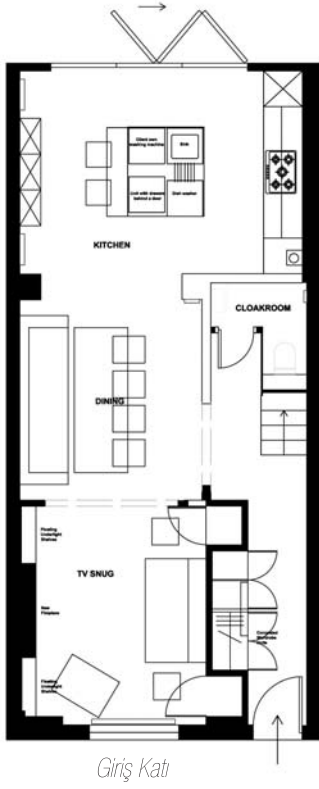 Client own
washing machine
Sink
Unit with drawers
behind a door
Dish washer
KITCHEN
CLOAKROOM
DINING
Floating
Underlight
Shelves
TV SNUG
New
Fireplace
Concealed
Wardrobe
Units
Floating
Underlight
Shelves
Giriş Katı